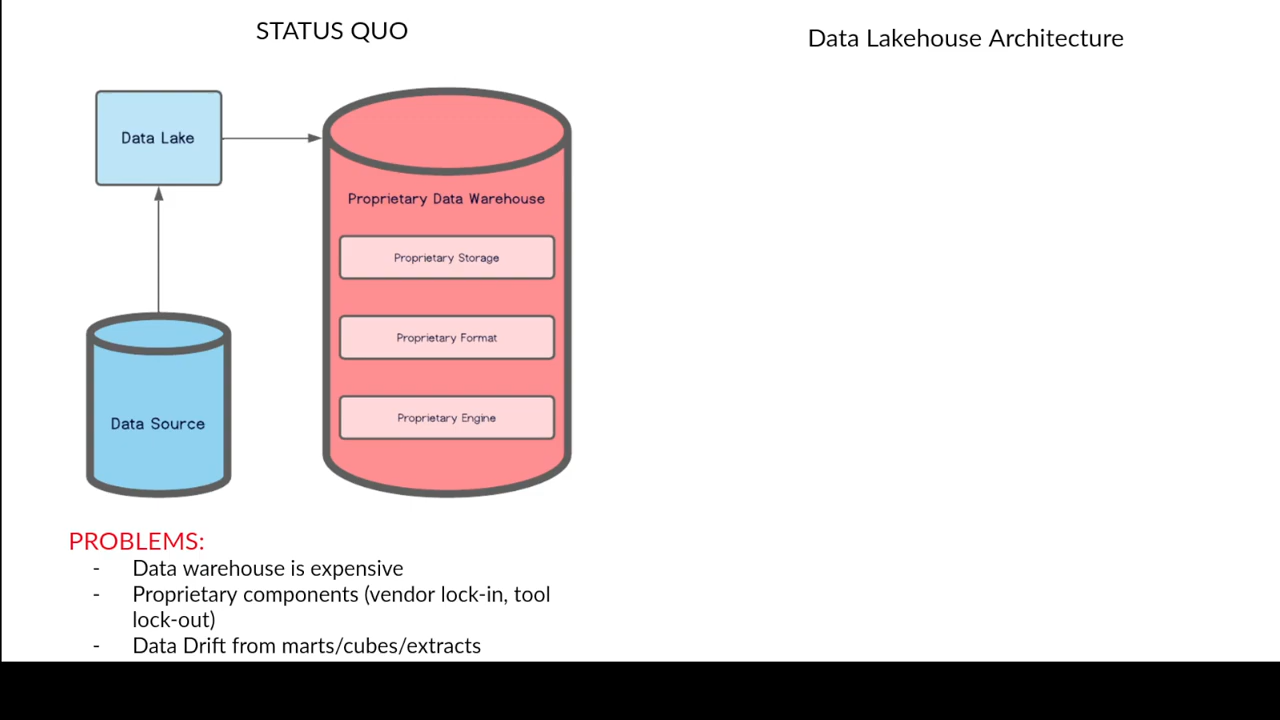 STATUS QUO
Data Lakehouse Architecture
Data Lake
Proprietary Data Warehouse
Proprietary Storage
Proprietary Format
Proprietary Engine
Data Source
PROBLEMS:
- Data warehouse is expensive
- Proprietary components (vendor lock-in, tool
lock-out)
- Data Drift from marts/cubes/extracts